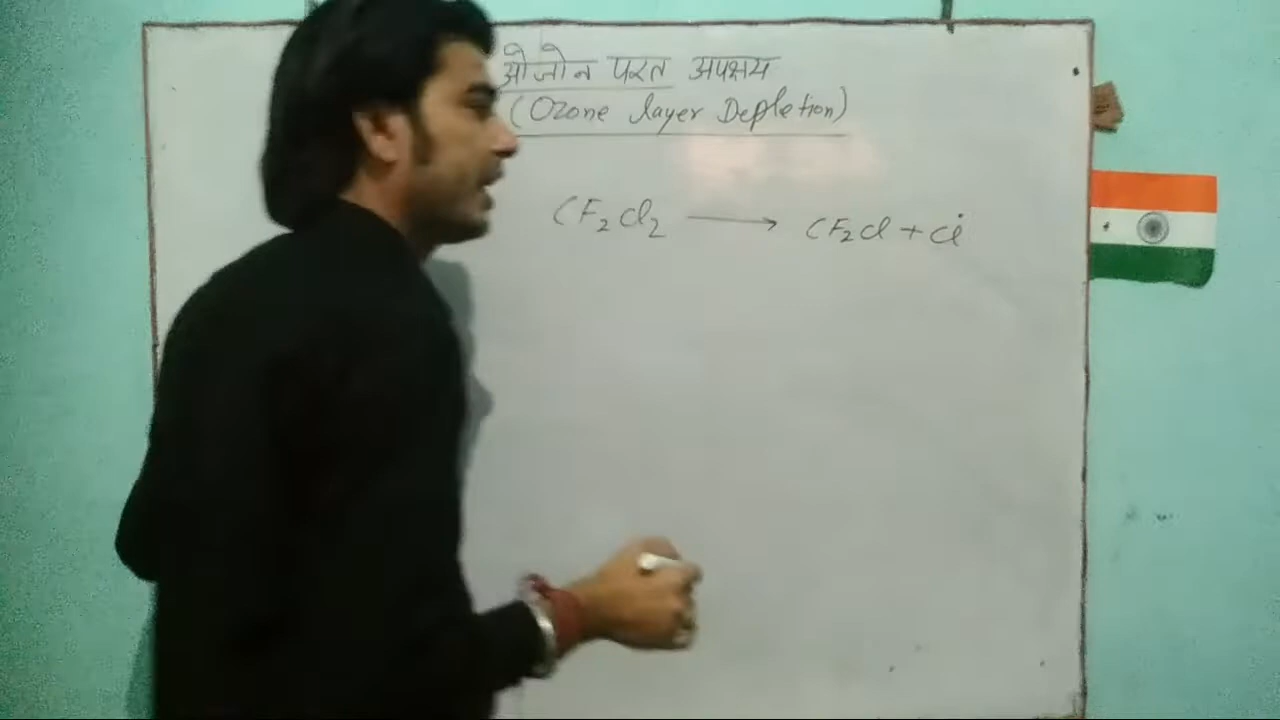 ओजोन परत अपक्षय
(Ozone layer Depletion)
CF₂Cl₂ ⟶ CF₂Cl + Cl̇